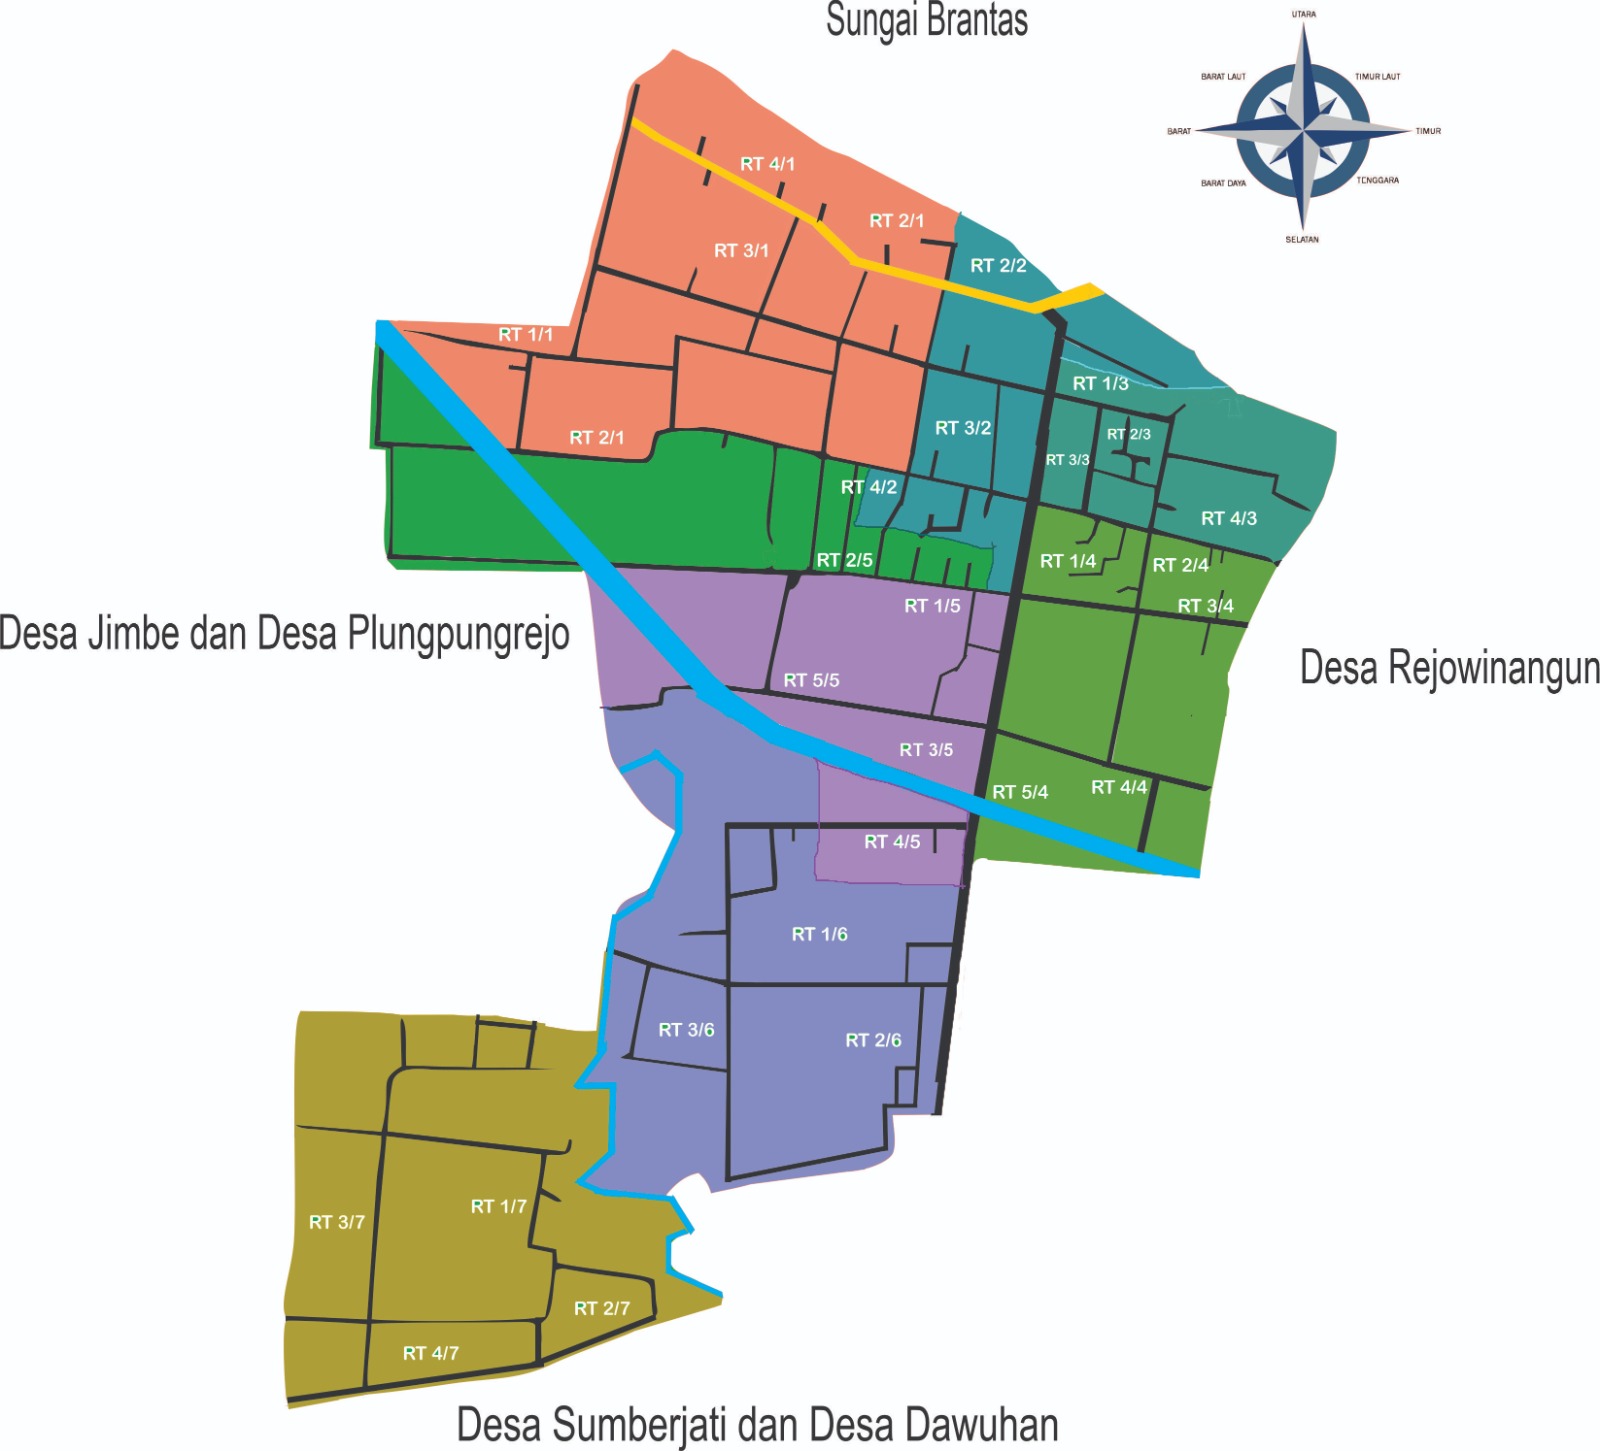 Sungai Brantas
UTARA
BARAT LAUT
TIMUR LAUT
BARAT
TIMUR
BARAT DAYA
TENGGARA
SELATAN
RT 4/1
RT 2/1
RT 3/1
RT 2/2
RT 1/1
RT 1/3
RT 2/1
RT 3/2
RT 2/3
RT 3/3
RT 4/2
RT 4/3
RT 2/5
RT 1/4
RT 2/4
RT 1/5
RT 3/4
Desa Jimbe dan Desa Plungpungrejo
Desa Rejowinangun
RT 5/5
RT 3/5
RT 5/4
RT 4/4
RT 4/5
RT 1/6
RT 3/6
RT 2/6
RT 1/7
RT 3/7
RT 2/7
RT 4/7
Desa Sumberjati dan Desa Dawuhan